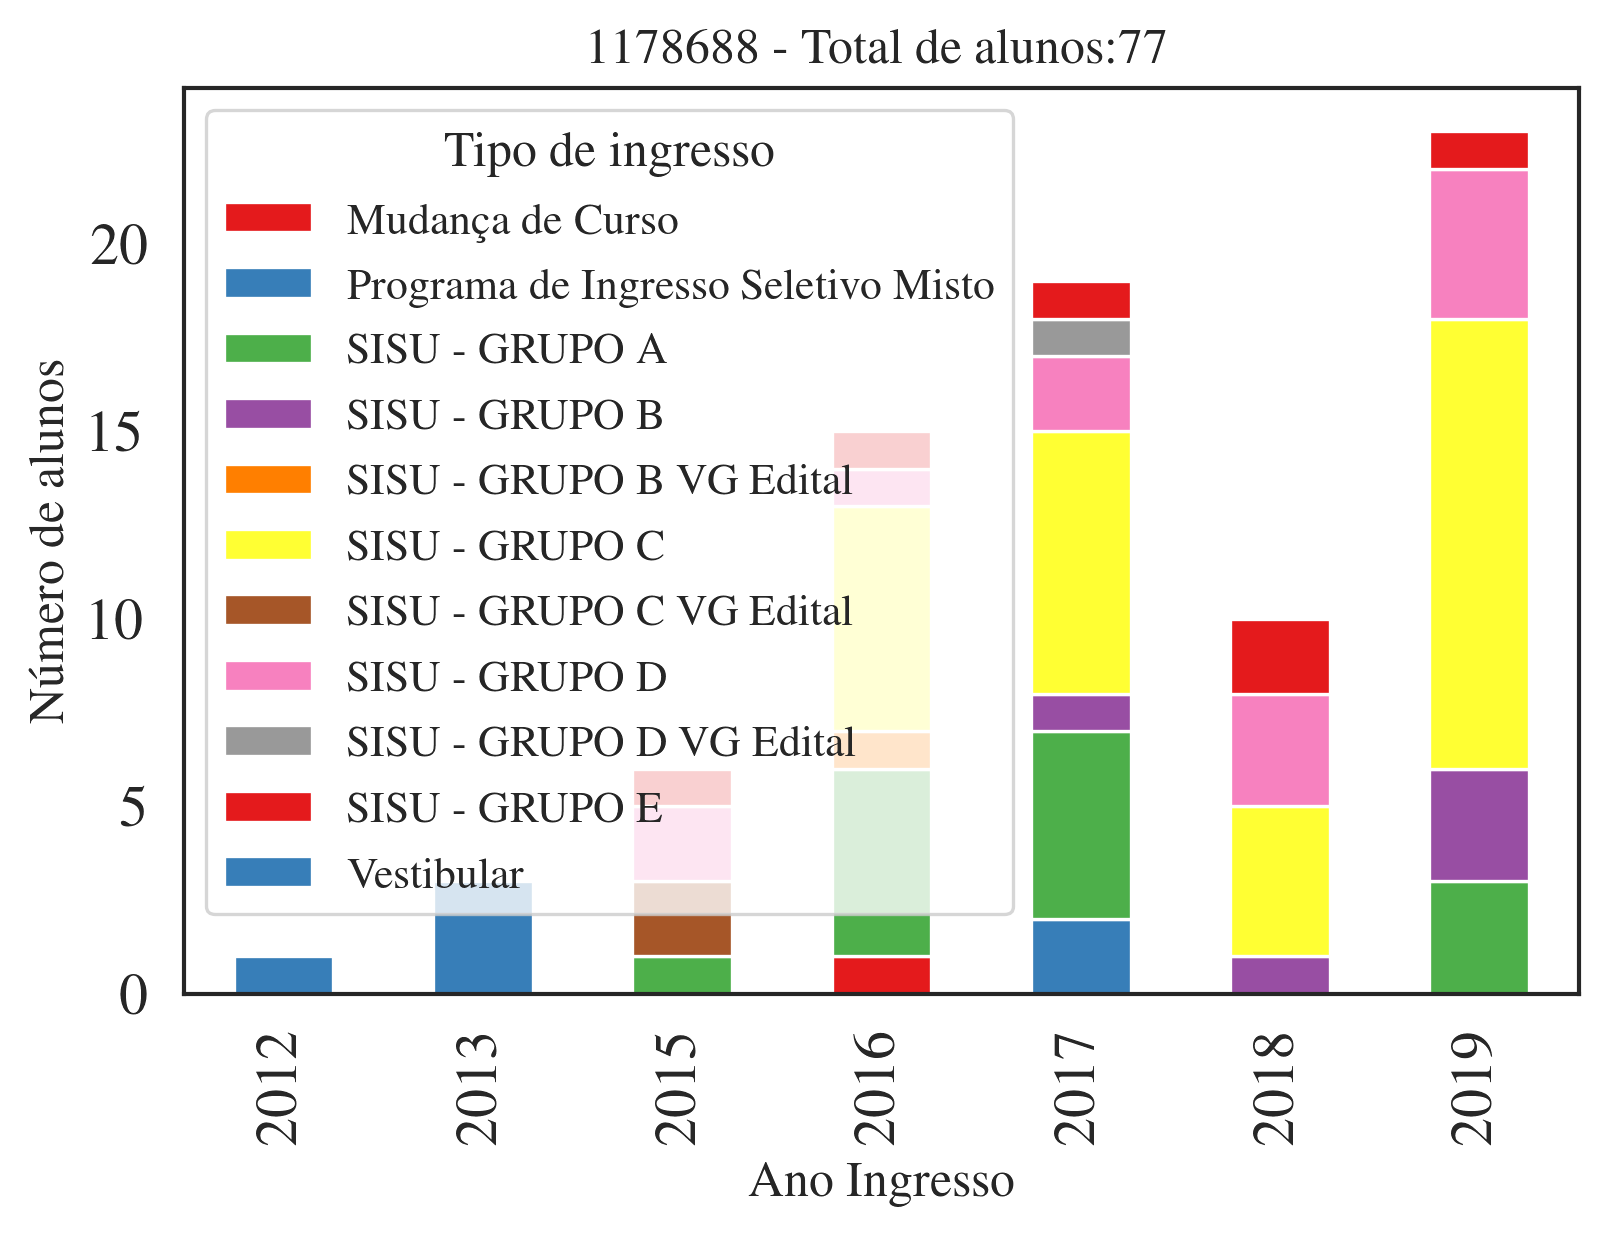 1178688 - Total de alunos:77
Tipo de ingresso
Mudança de Curso
Programa de Ingresso Seletivo Misto
SISU - GRUPO A
SISU - GRUPO B
SISU - GRUPO B VG Edital
SISU - GRUPO C
SISU - GRUPO C VG Edital
SISU - GRUPO D
SISU - GRUPO D VG Edital
SISU - GRUPO E
Vestibular
Número de alunos
20
15
10
5
0
2012
2013
2015
2016
2017
2018
2019
Ano Ingresso